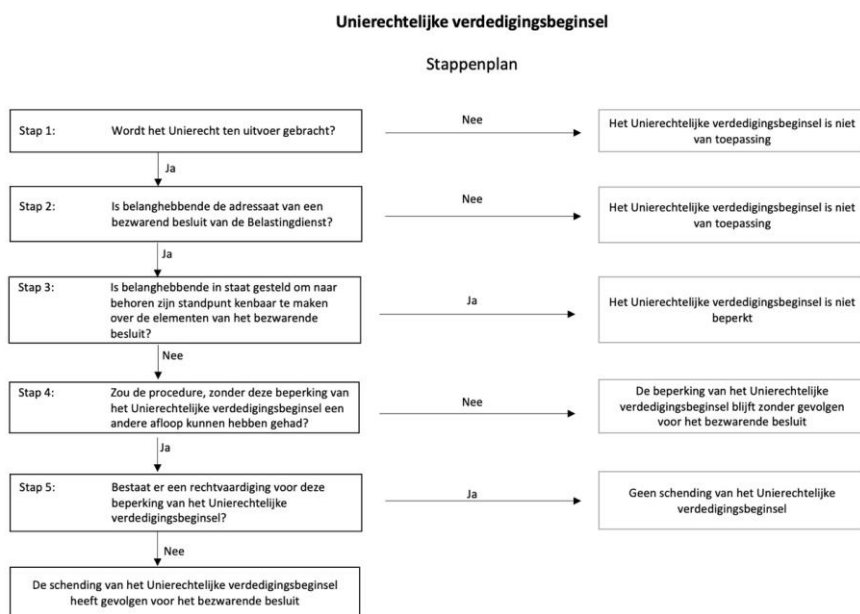 Unierechtelijke verdedigingsbeginsel
Stappenplan
Stap 1: Wordt het Unierecht ten uitvoer gebracht?
Nee
Het Unierechtelijke verdedigingsbeginsel is niet
van toepassing
Ja
Stap 2: Is belanghebbende de adressaat van een
bezwarend besluit van de Belastingdienst?
Nee
Het Unierechtelijke verdedigingsbeginsel is niet
van toepassing
Ja
Stap 3: Is belanghebbende in staat gesteld om naar
behoren zijn standpunt kenbaar te maken
over de elementen van het bezwarende
besluit?
Ja
Het Unierechtelijke verdedigingsbeginsel is niet
beperkt
Nee
Stap 4: Zou de procedure, zonder deze beperking van
het Unierechtelijke verdedigingsbeginsel een
andere afloop kunnen hebben gehad?
Nee
De beperking van het Unierechtelijke
verdedigingsbeginsel blijft zonder gevolgen
voor het bezwarende besluit
Ja
Stap 5: Bestaat er een rechtvaardiging voor deze
beperking van het Unierechtelijke
verdedigingsbeginsel?
Ja
Geen schending van het Unierechtelijke
verdedigingsbeginsel
Nee
De schending van het Unierechtelijke verdedigingsbeginsel
heeft gevolgen voor het bezwarende besluit